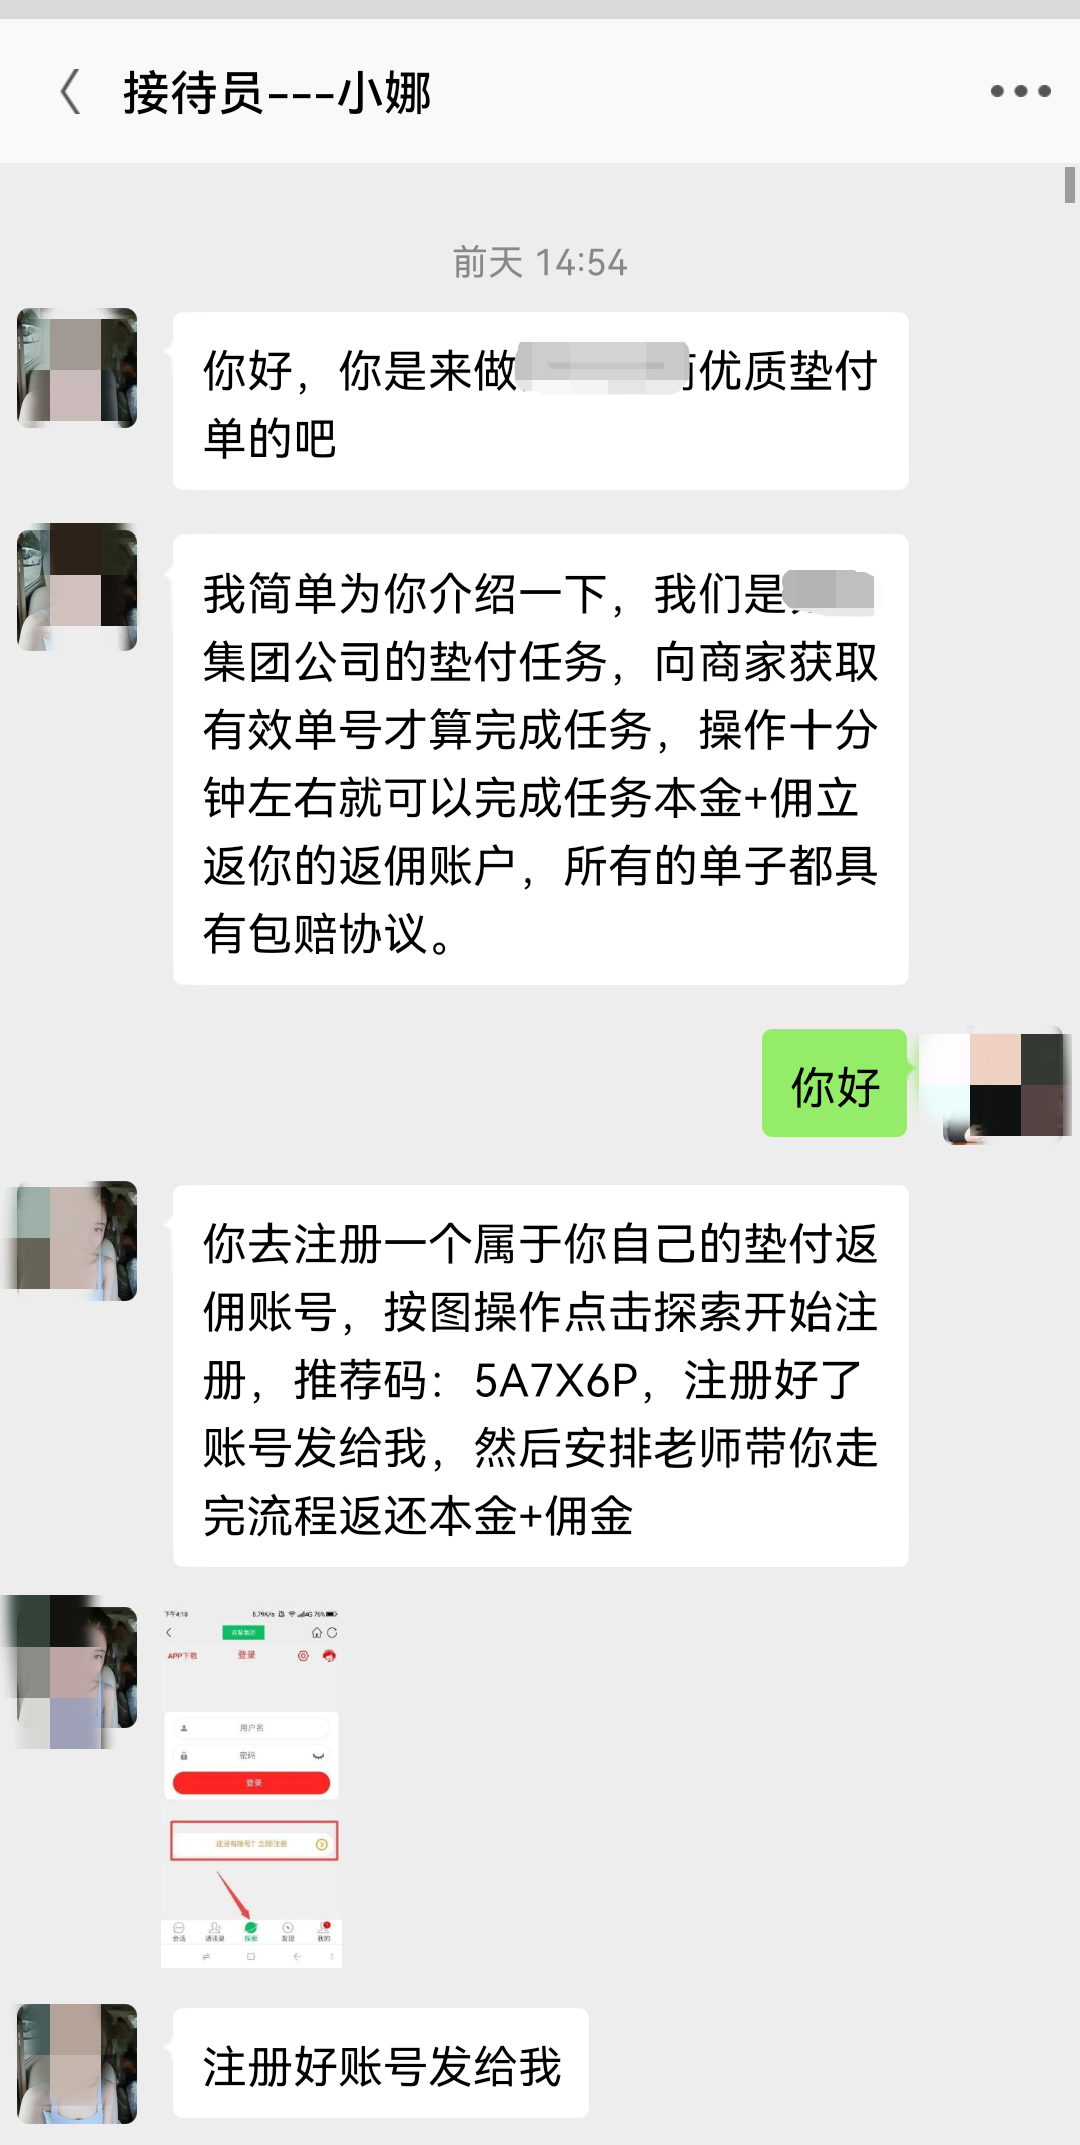 接待员---小娜
前天 14:54
你好，你是来做
优质垫付
单的吧
我简单为你介绍一下，我们是
集团公司的垫付任务，向商家获取
有效单号才算完成任务，操作十分
钟左右就可以完成任务本金+佣立
返你的返佣账户，所有的单子都具
有包赔协议。
你好
你去注册一个属于你自己的垫付返
佣账号，按图操作点击探索开始注
册，推荐码：5A7X6P，注册好了
账号发给我，然后安排老师带你走
完流程返还本金+佣金
下午4:10
5.79K/s
4G 76%
APP下载
登录
用户名
密码
登录
还没有账号？立即注册
会话
通讯录
探索
发现
我的
注册好账号发给我